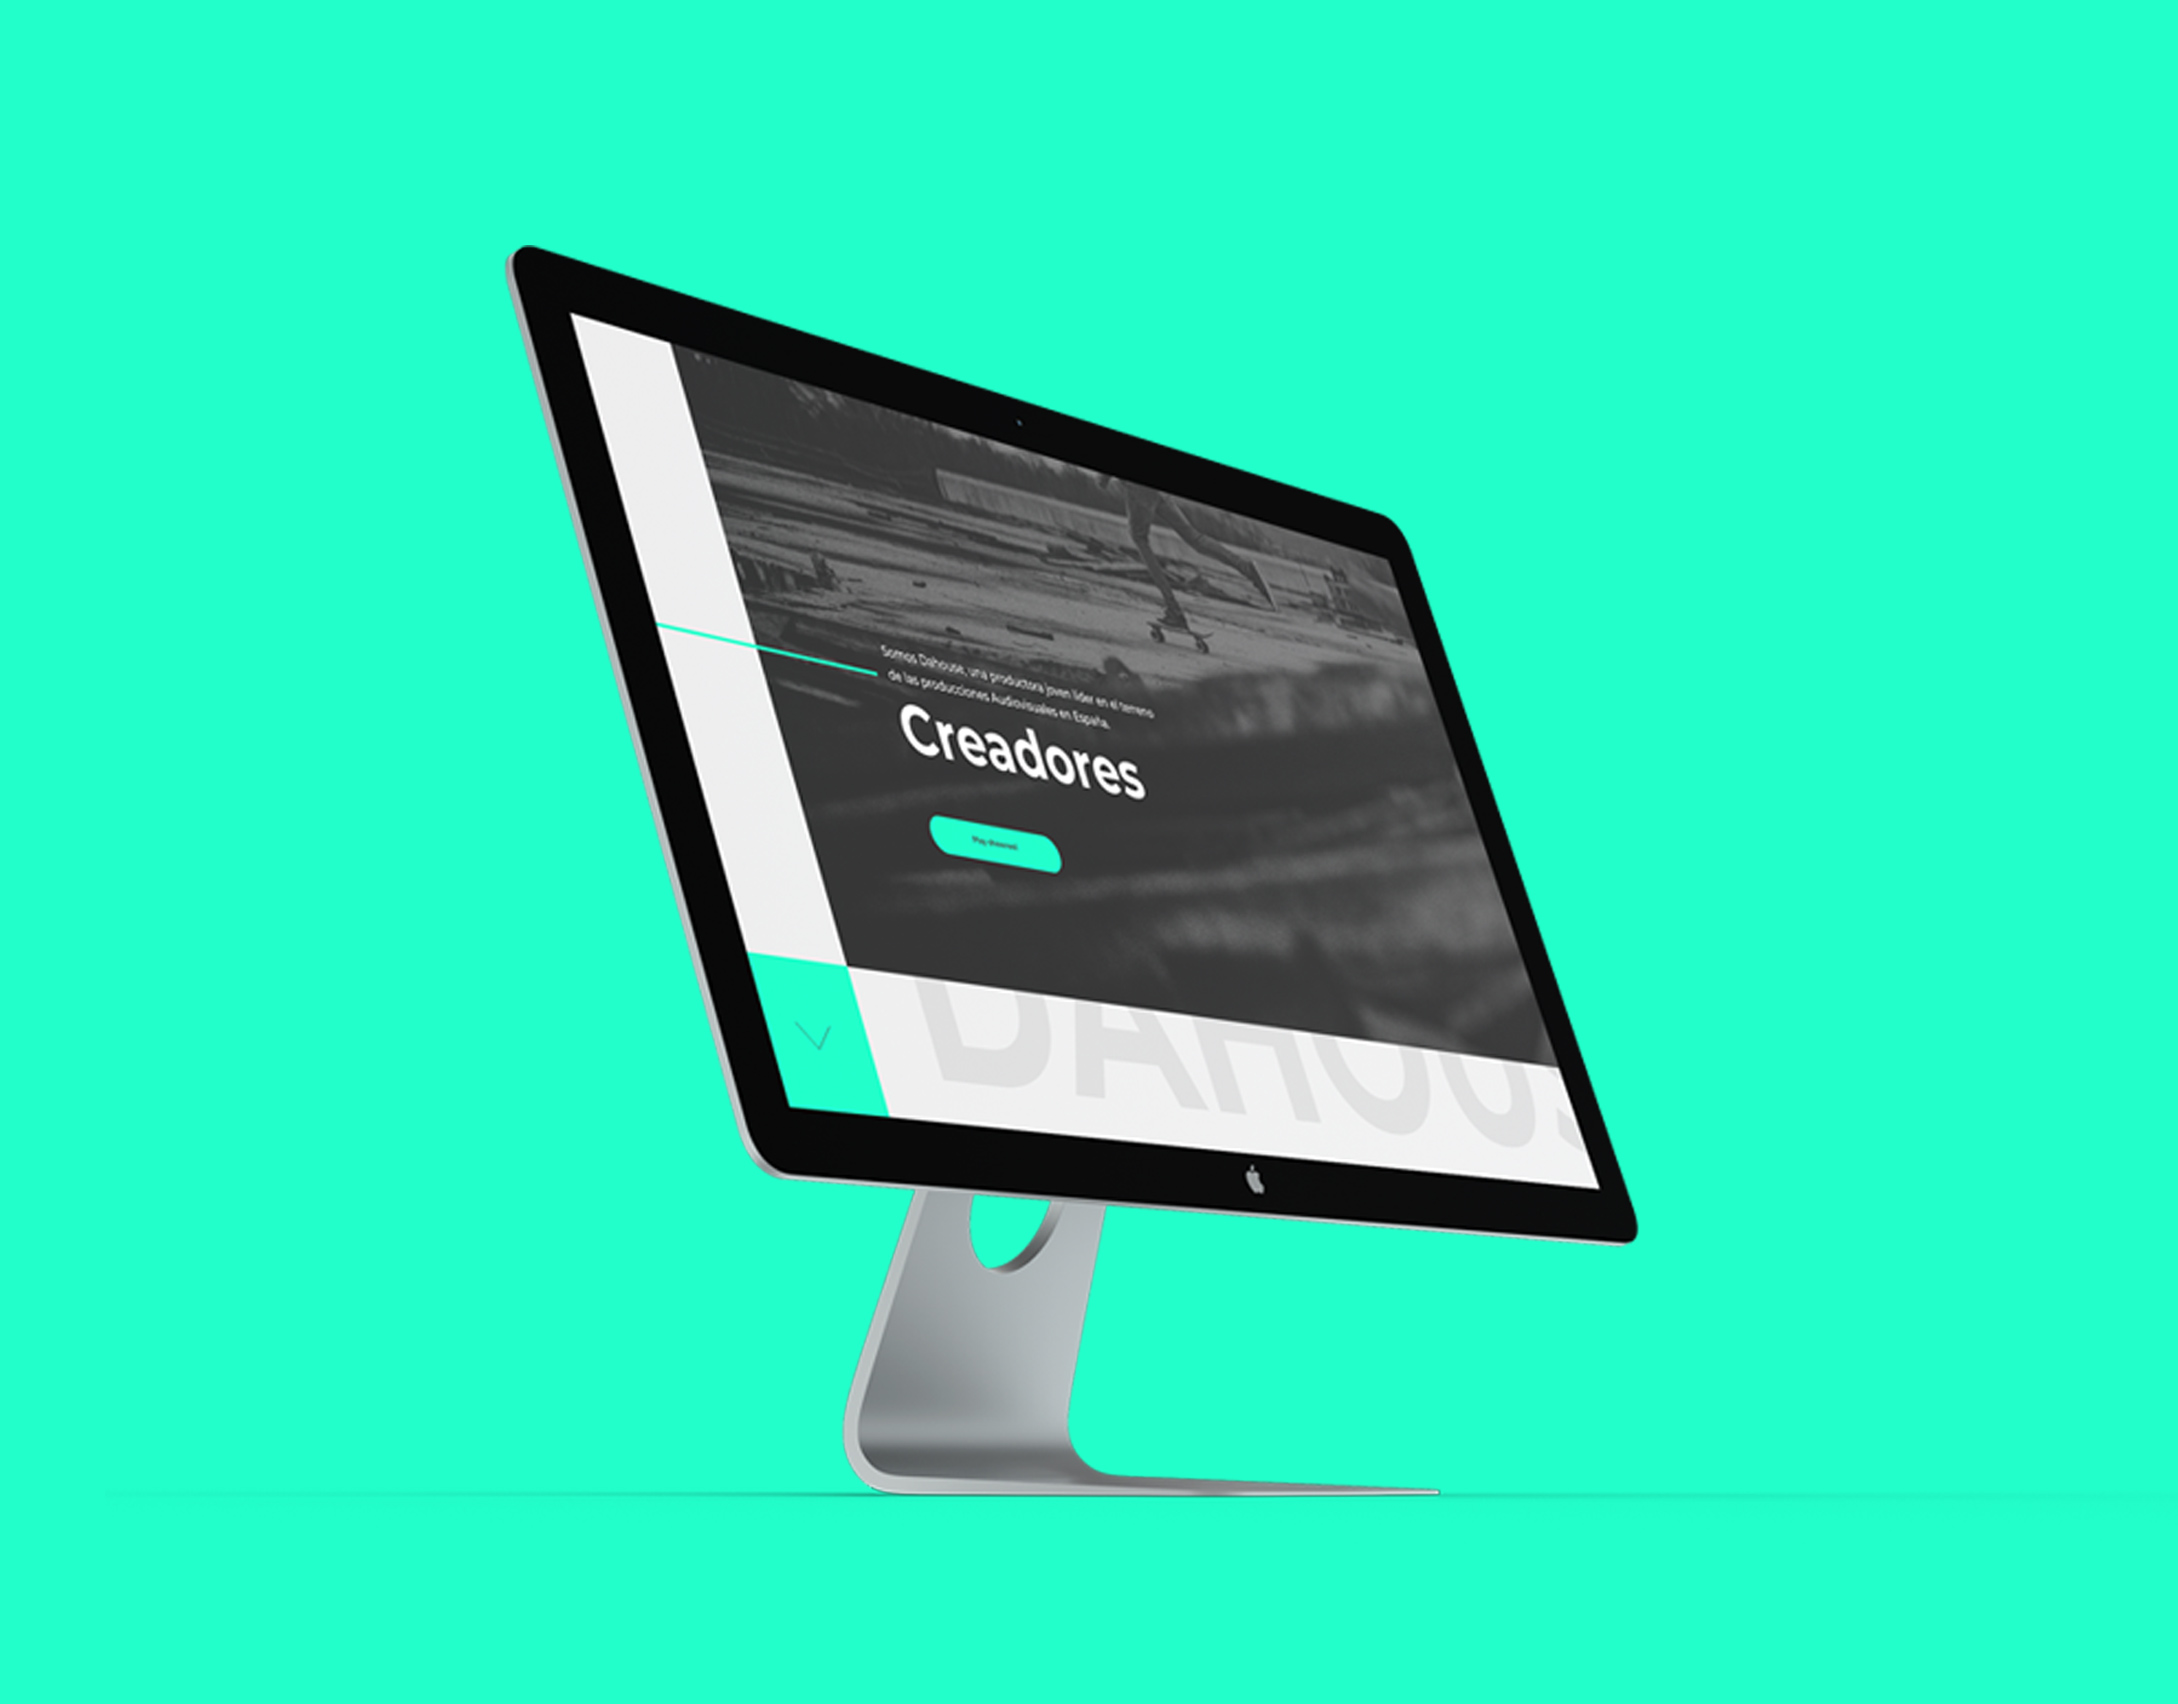 Somos Dahouse, una productora joven líder en el terreno
de las producciones Audiovisuales en España.
Creadores
Play showreel
DAHOUS